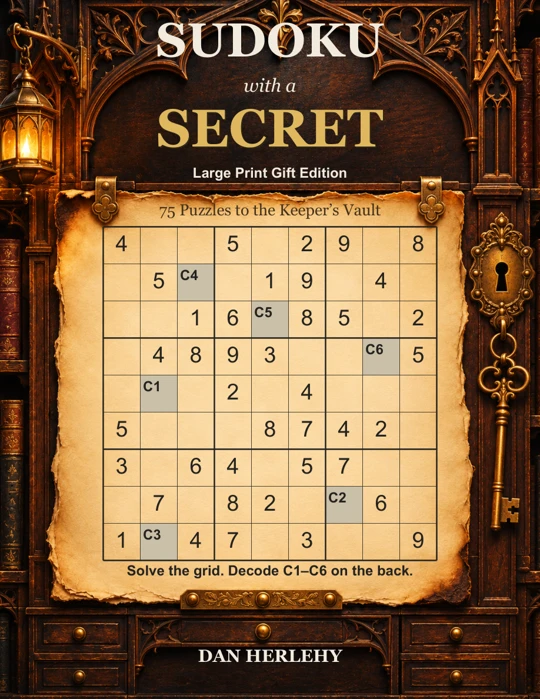 SUDOKU
with a
SECRET
Large Print Gift Edition
75 Puzzles to the Keeper's Vault
4 5 2 9 8
5 C4 1 9 4
1 6 C5 8 5 2
4 8 9 3 C6 5
C1 2 4
5 8 7 4 2
3 6 4 5 7
7 8 2 C2 6
1 C3 4 7 3 9
Solve the grid. Decode C1–C6 on the back.
DAN HERLEHY